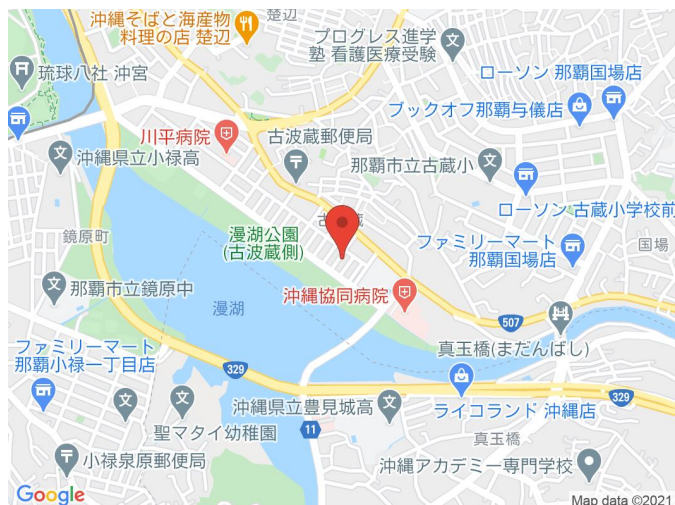 沖縄そばと海産物
料理の店 楚辺
プログレス進学
塾 看護医療受験
琉球八社 沖宮
ローソン 那覇国場店
ブックオフ那覇与儀店
川平病院
古波蔵郵便局
沖縄県立小禄高
那覇市立古蔵小
ローソン 古蔵小学校前
漫湖公園
(古波蔵側)
鏡原町
ファミリーマート
那覇国場店
国場
那覇市立鏡原中
漫湖
沖縄協同病院
507
真玉橋(まだんばし)
ファミリーマート
那覇小禄一丁目店
329
沖縄県立豊見城高
ライコランド 沖縄店
329
聖マタイ幼稚園
11
真玉橋
小禄泉原郵便局
沖縄アカデミー専門学校
Google
Map data ©2021